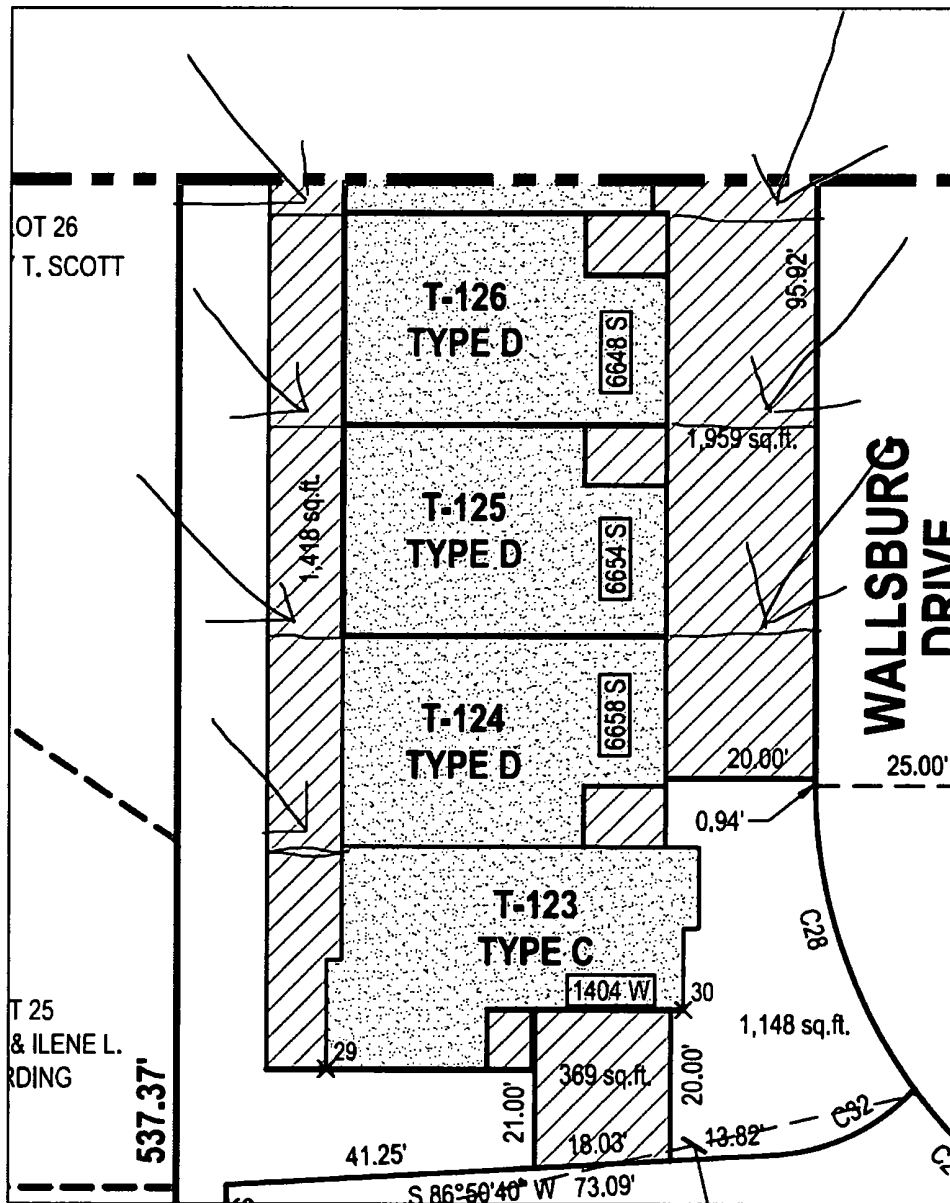 OT 26
T. SCOTT
T-126
TYPE D
6648 S
95.92'
1,959 sq.ft.
T-125
TYPE D
6654 S
1,418 sq.ft.
WALLSBURG
DRIVE
T-124
TYPE D
6658 S
20.00'
25.00'
0.94'
T-123
TYPE C
1404 W
30
C28
1,148 sq.ft.
T 25
& ILENE L.
RDING
29
369 sq.ft.
20.00'
21.00'
537.37'
41.25'
18.03'
13.82'
C32
S 86°50'40" W 73.09'